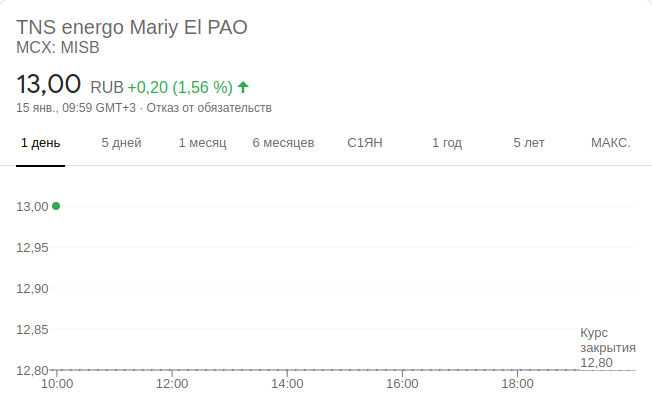 TNS energo Mariy El PAO
MCX: MISB
13,00 RUB +0,20 (1,56 %)
15 янв., 09:59 GMT+3 · Отказ от обязательств
1 день 5 дней 1 месяц 6 месяцев С1ЯН 1 год 5 лет МАКС.
13,00
12,95
12,90
12,85
Курс
закрытия
12,80
12,80
10:00 12:00 14:00 16:00 18:00